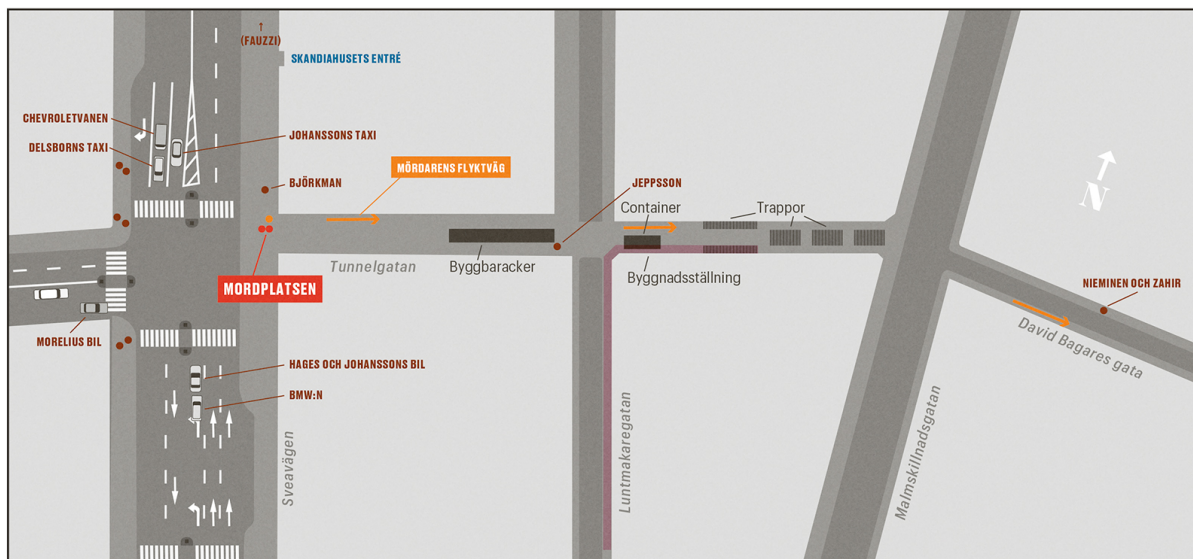 ↑
(FAUZZI)
SKANDIAHUSETS ENTRÉ
CHEVROLETVANEN
JOHANSSONS TAXI
DELSBORNS TAXI
MÖRDARENS FLYKTVÄG
BJÖRKMAN
JEPPSSON
N
Container
Trappor
Tunnelgatan
Byggbaracker
Byggnadsställning
MORDPLATSEN
NIEMINEN OCH ZAHIR
MORELIUS BIL
David Bagares gata
HAGES OCH JOHANSSONS BIL
BMW:N
Sveavägen
Luntmakaregatan
Malmskillnadsgatan